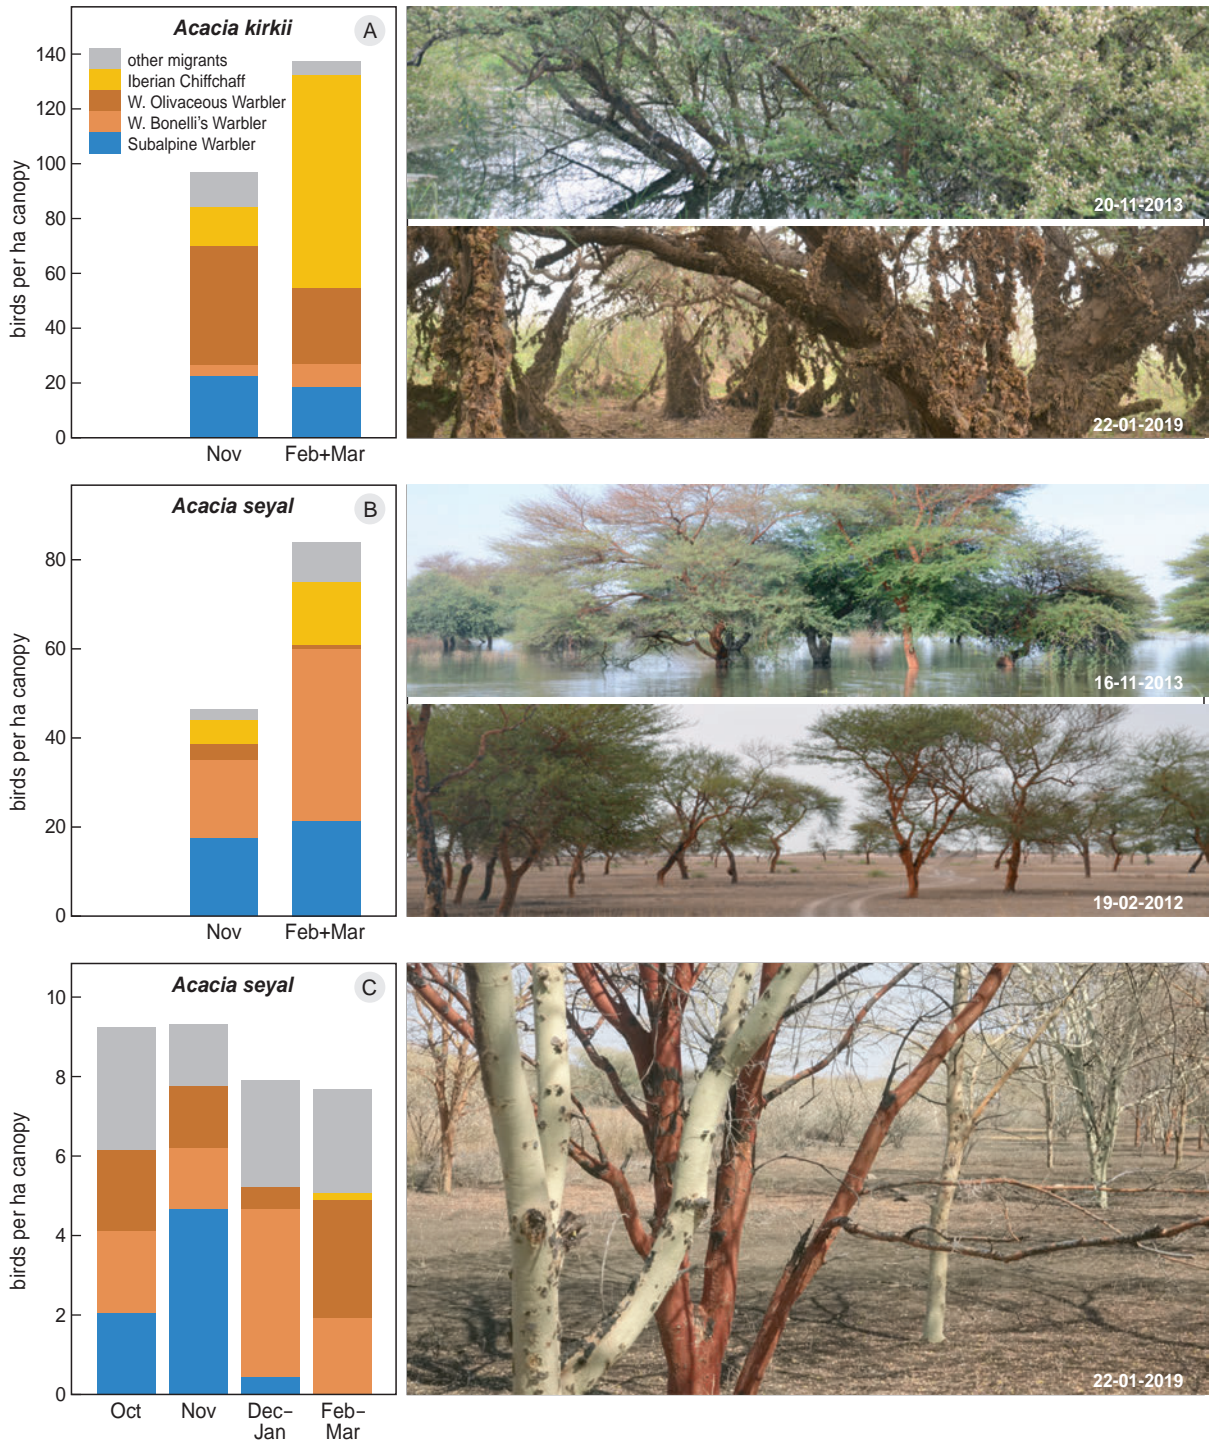 Acacia kirkii
A
140
120
100
80
60
40
20
0
birds per ha canopy
other migrants
Iberian Chiffchaff
W. Olivaceous Warbler
W. Bonelli's Warbler
Subalpine Warbler
Nov
Feb+Mar
20-11-2013
22-01-2019
Acacia seyal
B
80
60
40
20
0
birds per ha canopy
Nov
Feb+Mar
16-11-2013
19-02-2012
Acacia seyal
C
10
8
6
4
2
0
birds per ha canopy
Oct
Nov
Dec–
Jan
Feb–
Mar
22-01-2019